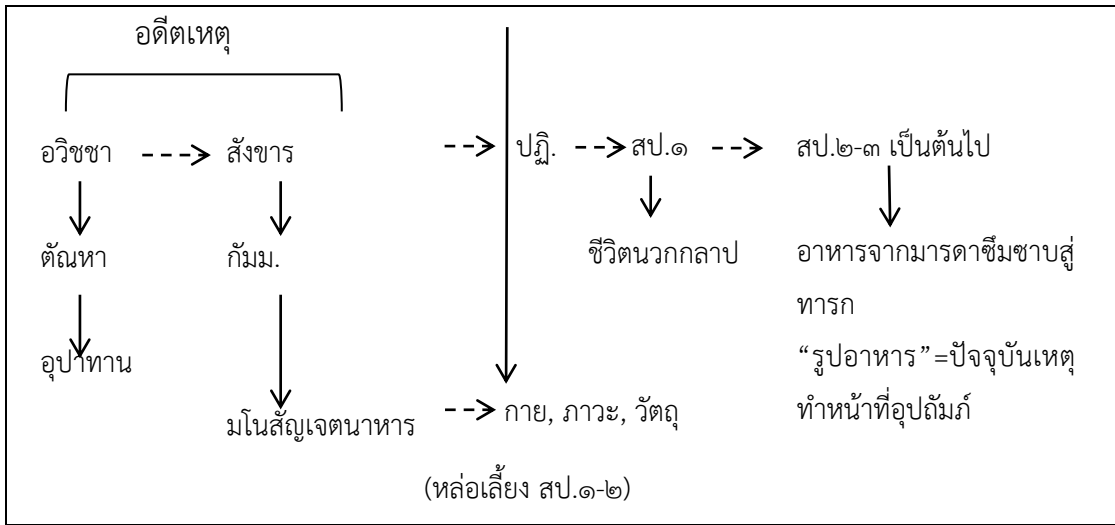 อดีตเหตุ
อวิชชา สังขาร ปฏิ. สป.๑ สป.๒-๓ เป็นต้นไป
ตัณหา กัมม. ชีวิตนวกกลาป อาหารจากมารดาซึมซาบสู่
ทารก
อุปาทาน “รูปอาหาร”=ปัจจุบันเหตุ
มโนสัญเจตนาหาร กาย, ภาวะ, วัตถุ ทำหน้าที่อุปถัมภ์
(หล่อเลี้ยง สป.๑-๒)